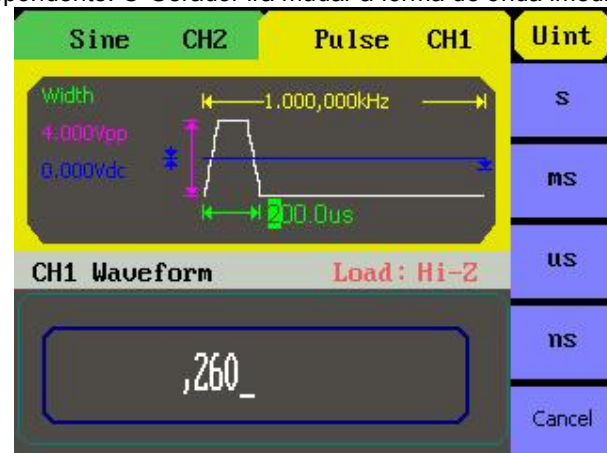 Sine CH2 Pulse CH1 Uint
Width
1.000,000kHz
4.000Vpp
0.000Vdc
200.0us
CH1 Waveform Load: Hi-Z
,260_
s
ms
us
ns
Cancel